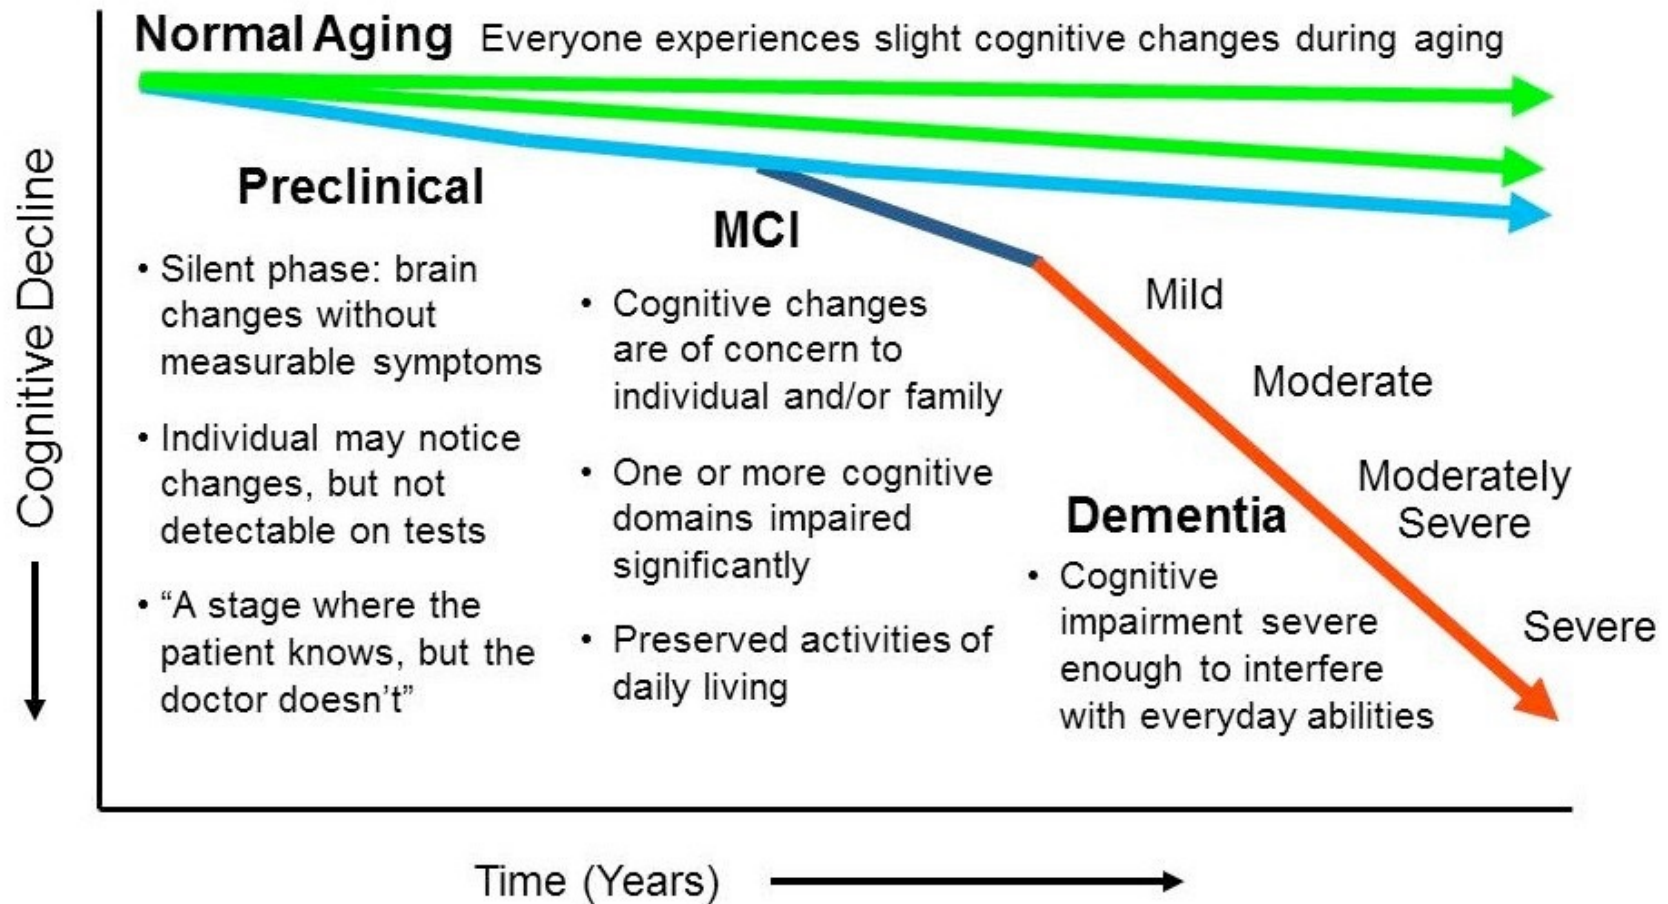 Normal Aging Everyone experiences slight cognitive changes during aging
Cognitive Decline
Preclinical
• Silent phase: brain
changes without
measurable symptoms
• Individual may notice
changes, but not
detectable on tests
• “A stage where the
patient knows, but the
doctor doesn’t”
MCI
• Cognitive changes
are of concern to
individual and/or family
• One or more cognitive
domains impaired
significantly
• Preserved activities of
daily living
Dementia
• Cognitive
impairment severe
enough to interfere
with everyday abilities
Mild
Moderate
Moderately
Severe
Severe
Time (Years)